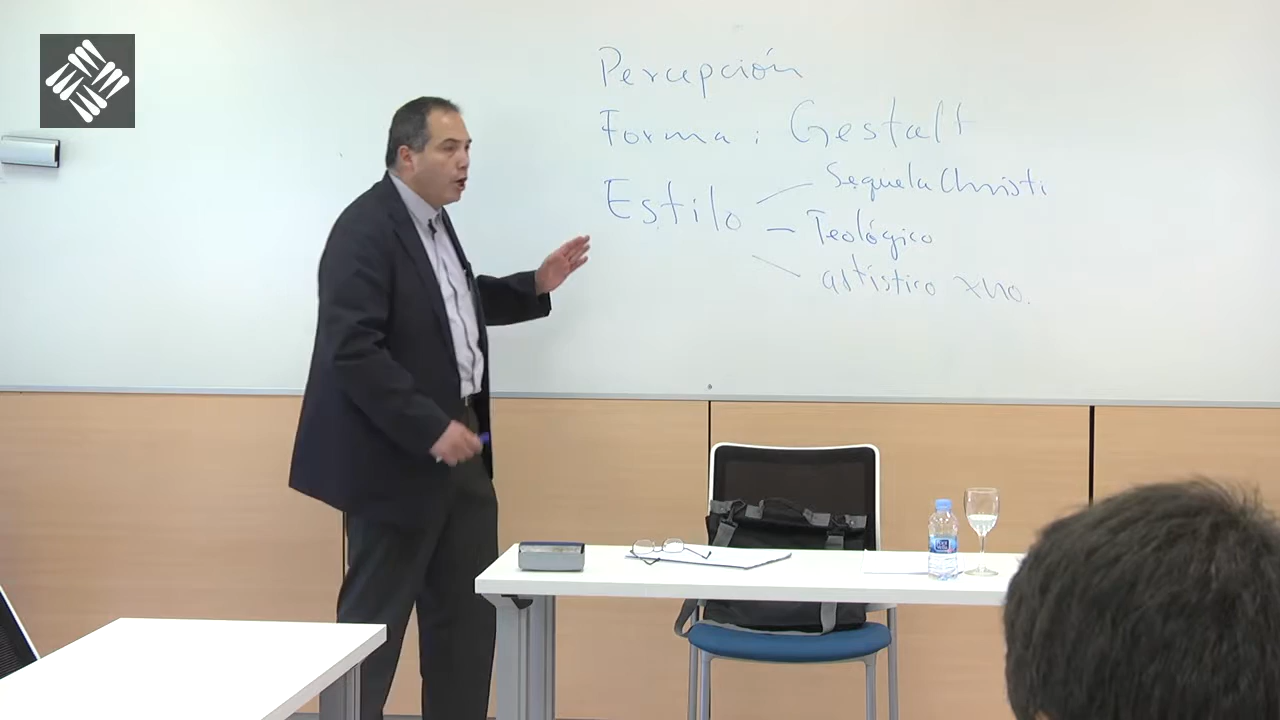 Percepción
Forma: Gestalt
Estilo
Sequela Christi
Teológico
artístico xno.